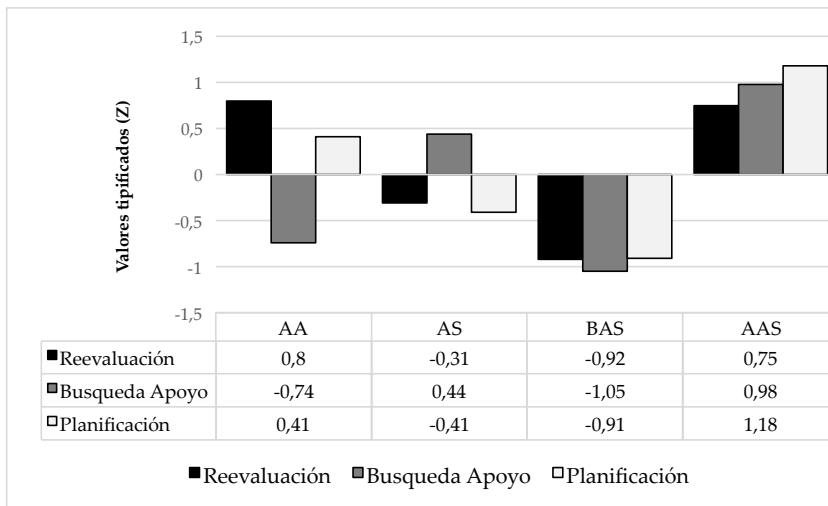 Valores tipificados (Z)
1,5
1
0,5
0
-0,5
-1
-1,5
AA AS BAS AAS
Reevaluación 0,8 -0,31 -0,92 0,75
Busqueda Apoyo -0,74 0,44 -1,05 0,98
Planificación 0,41 -0,41 -0,91 1,18
Reevaluación Busqueda Apoyo Planificación